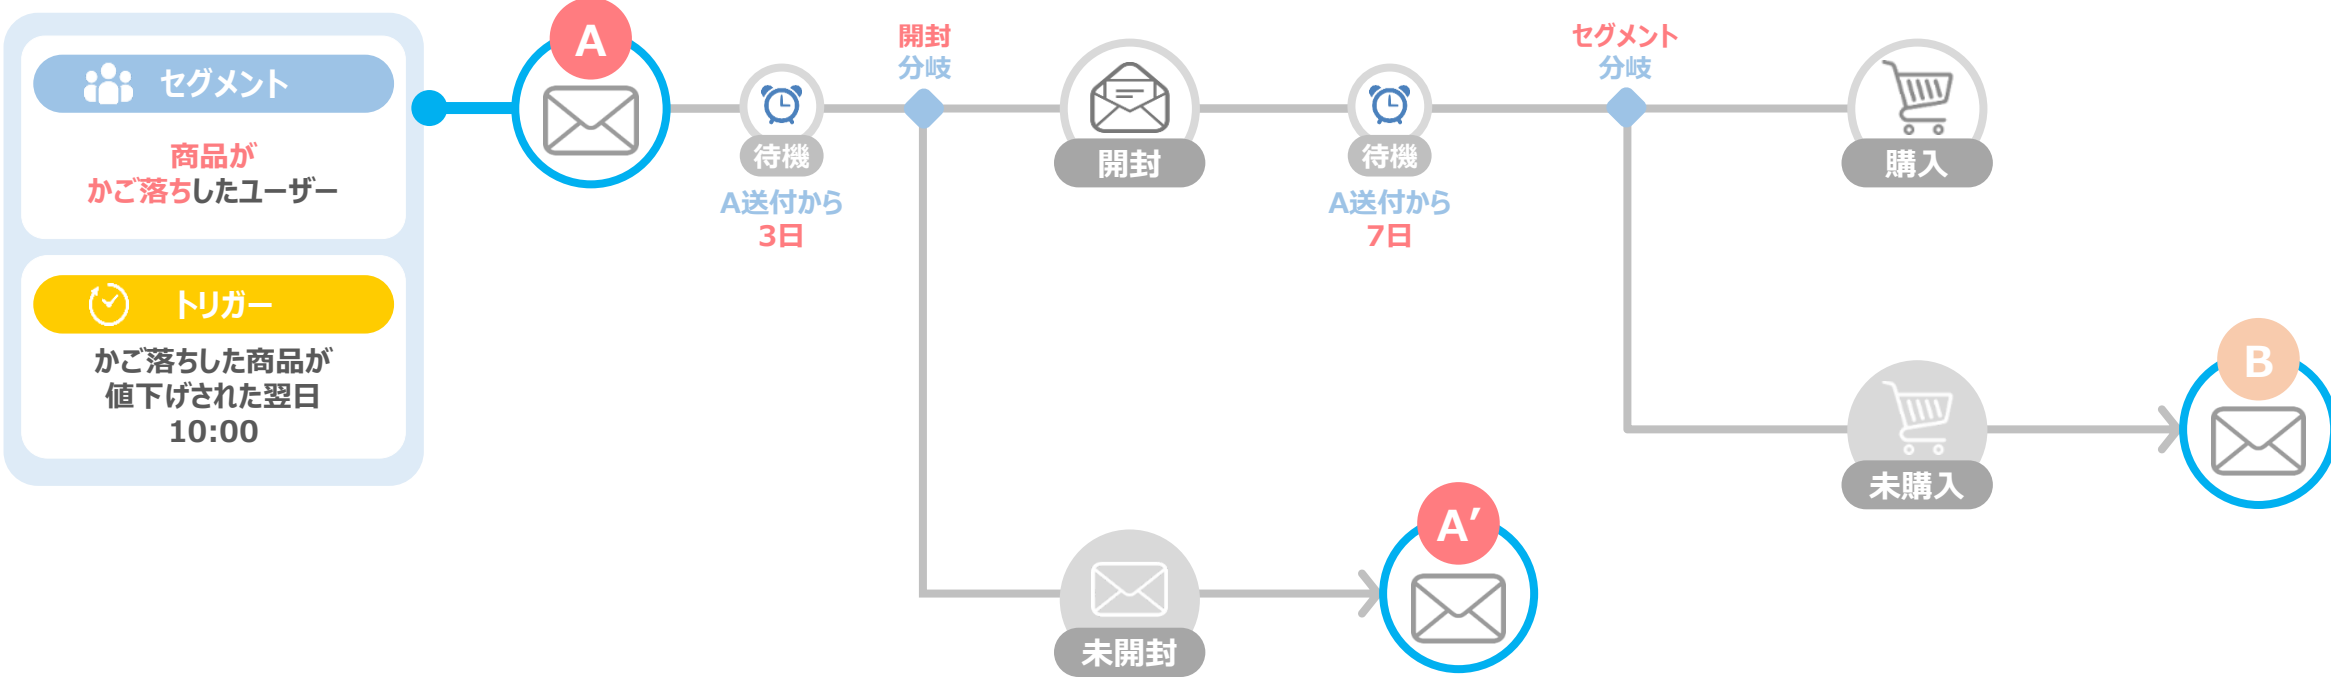 セグメント
商品が
かご落ちしたユーザー
トリガー
かご落ちした商品が
値下げされた翌日
10:00
A
待機
A送付から
3日
開封
分岐
開封
待機
A送付から
7日
セグメント
分岐
購入
未購入
B
未開封
A′